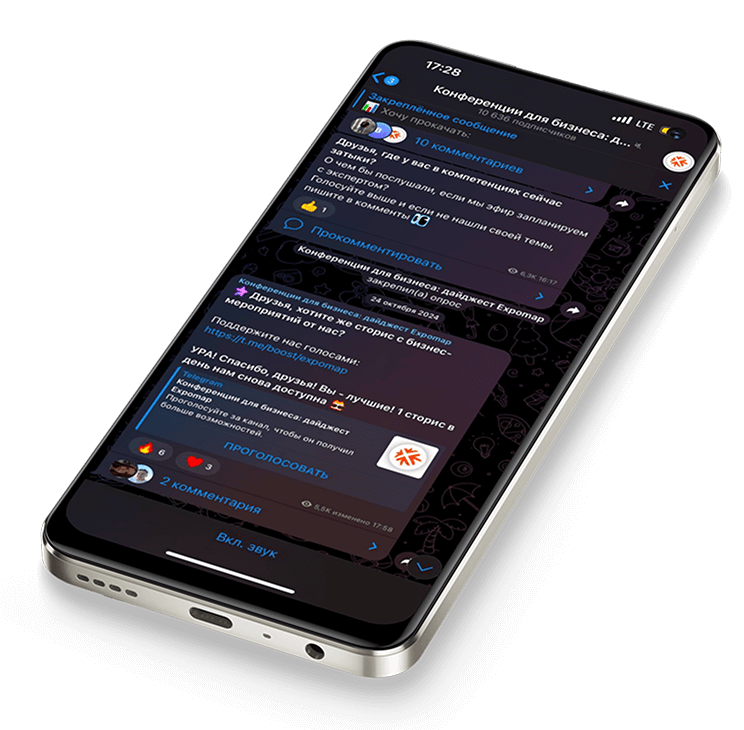 17:28
LTE
3
Конференции для бизнеса: д...
10 636 подписчиков
Закреплённое сообщение
Хочу прокачать:
10 комментариев
Друзья, где у вас в компетенциях сейчас
затыки?
О чем бы послушали, если мы эфир запланируем
с экспертом?
Голосуйте выше и если не нашли своей темы,
пишите в комменты 👀
👍 1
6,3K 16:17
Прокомментировать
Конференции для бизнеса: дайджест Expomap
закрепил(а) опрос
24 октября 2024
Конференции для бизнеса: дайджест Expomap
Друзья, хотите же сторис с бизнес-
мероприятий от нас?
Поддержите нас голосами:
https://t.me/boost/expomap
УРА! Спасибо, друзья! Вы - лучшие! 1 сторис в
день нам снова доступна
Telegram
Конференции для бизнеса: дайджест
Expomap
Проголосуйте за канал, чтобы он получил
больше возможностей.
ПРОГОЛОСОВАТЬ
🔥 6 ❤️ 3
5,5K изменено 17:58
2 комментария
Вкл. звук